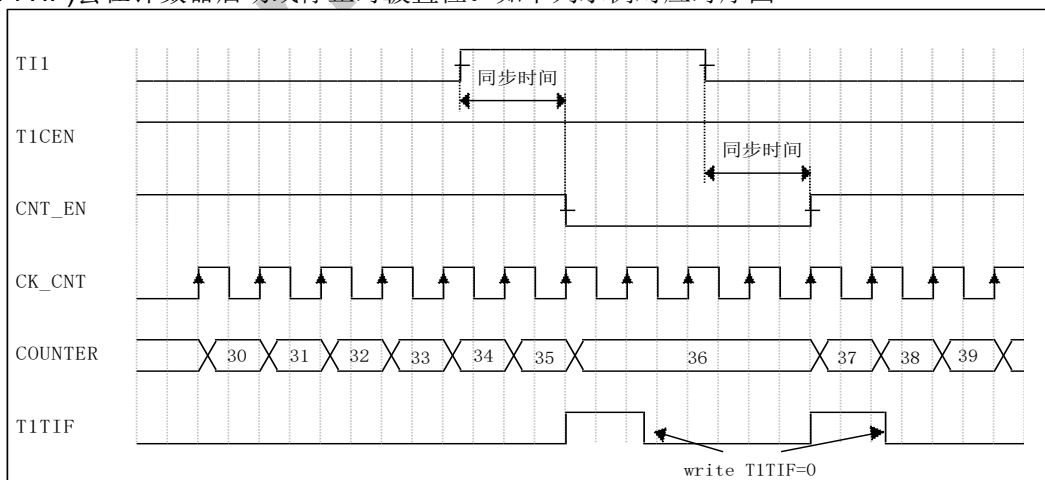 TI1
同步时间
T1CEN
同步时间
CNT_EN
CK_CNT
COUNTER 30 31 32 33 34 35 36 37 38 39
T1TIF
write T1TIF=0